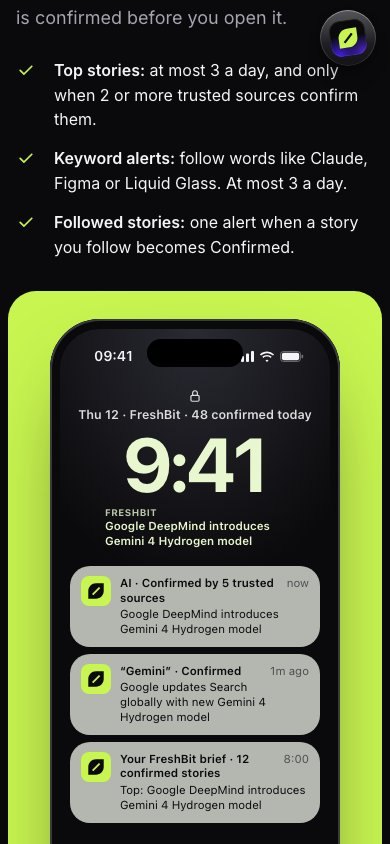 is confirmed before you open it.
Top stories: at most 3 a day, and only
when 2 or more trusted sources confirm
them.
Keyword alerts: follow words like Claude,
Figma or Liquid Glass. At most 3 a day.
Followed stories: one alert when a story
you follow becomes Confirmed.
09:41
Thu 12 · FreshBit · 48 confirmed today
9:41
FRESHBIT
Google DeepMind introduces
Gemini 4 Hydrogen model
AI · Confirmed by 5 trusted
sources
now
Google DeepMind introduces
Gemini 4 Hydrogen model
“Gemini” · Confirmed
1m ago
Google updates Search
globally with new Gemini 4
Hydrogen model
Your FreshBit brief · 12
confirmed stories
8:00
Top: Google DeepMind introduces
Gemini 4 Hydrogen model